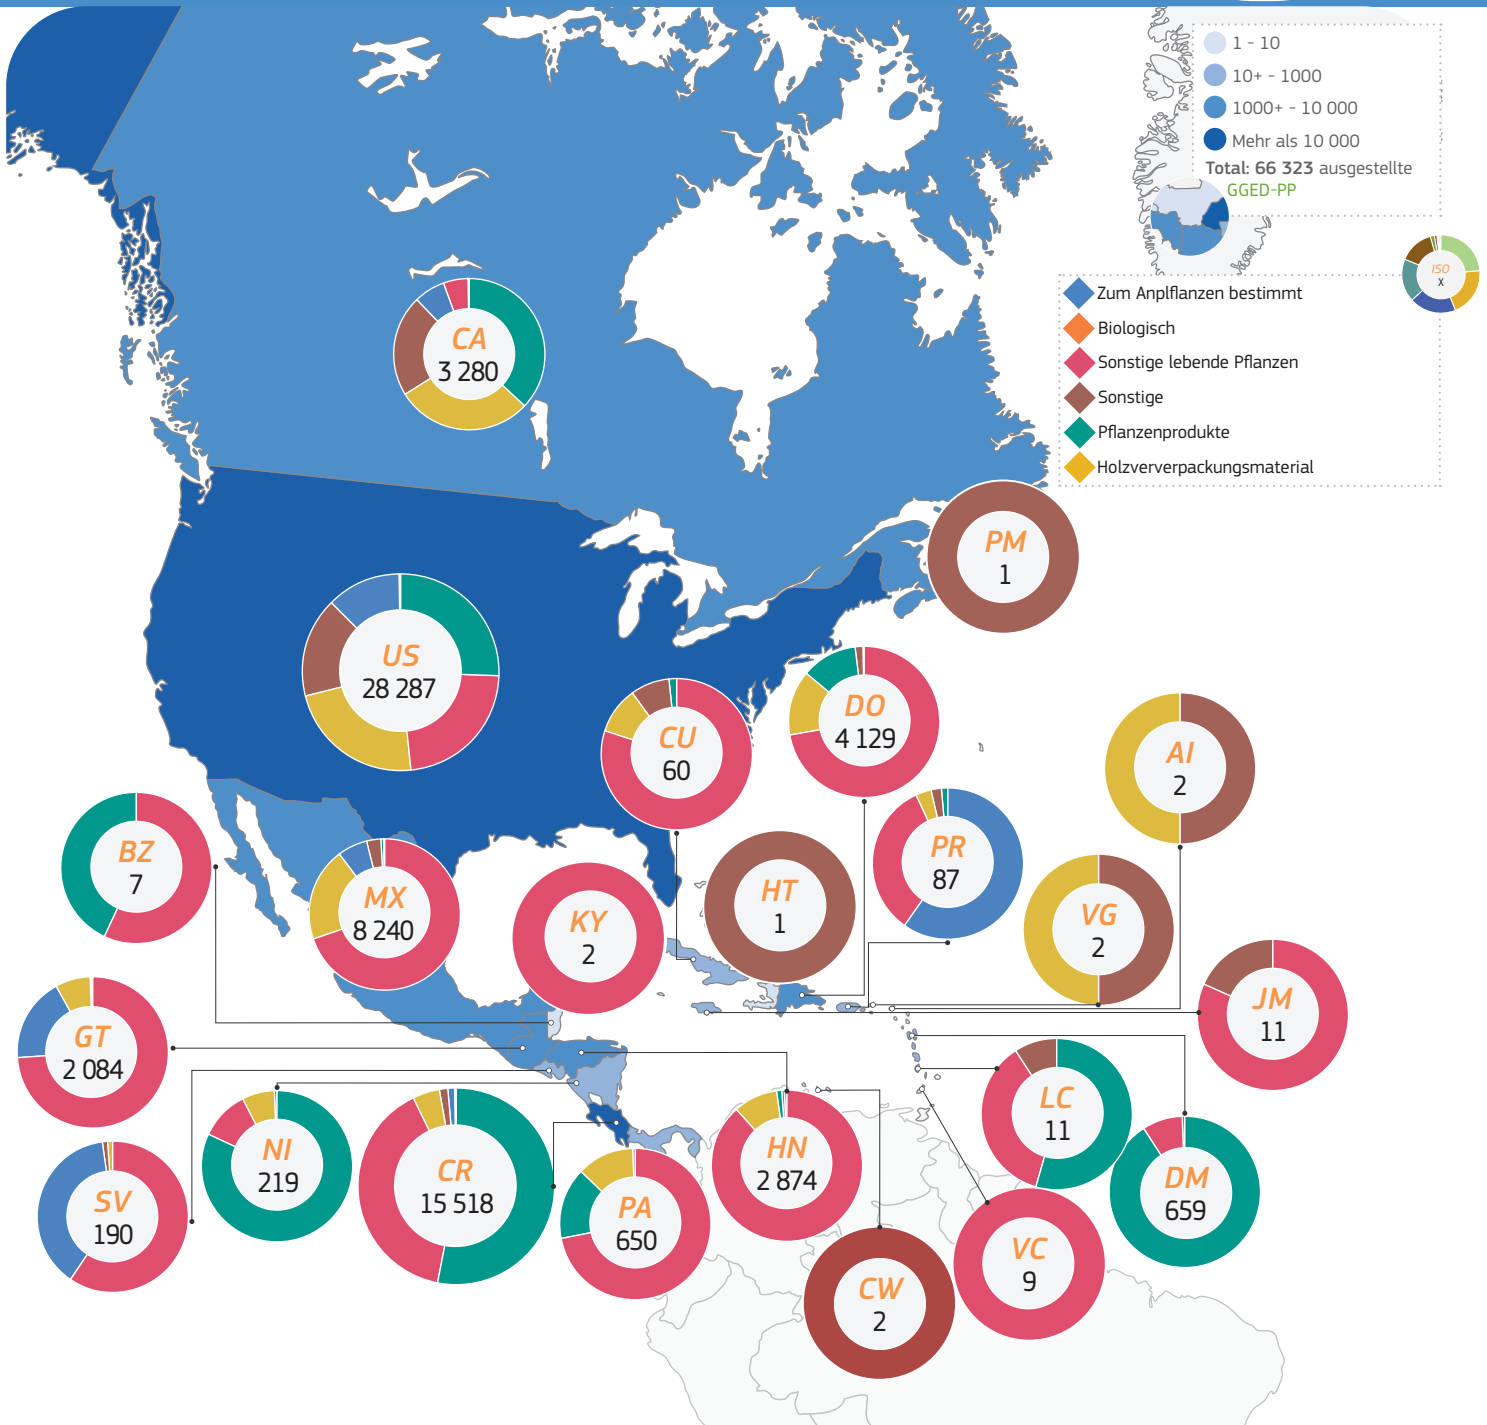 1 - 10
10+ - 1000
1000+ - 10 000
Mehr als 10 000
Total: 66 323 ausgestellte
GGED-PP
ISO
x
Zum Anplflanzen bestimmt
Biologisch
Sonstige lebende Pflanzen
Sonstige
Pflanzenprodukte
Holzververpackungsmaterial
CA
3 280
PM
1
US
28 287
CU
60
DO
4 129
AI
2
BZ
7
MX
8 240
KY
2
HT
1
PR
87
VG
2
JM
11
GT
2 084
LC
11
NI
219
CR
15 518
HN
2 874
DM
659
SV
190
PA
650
VC
9
CW
2